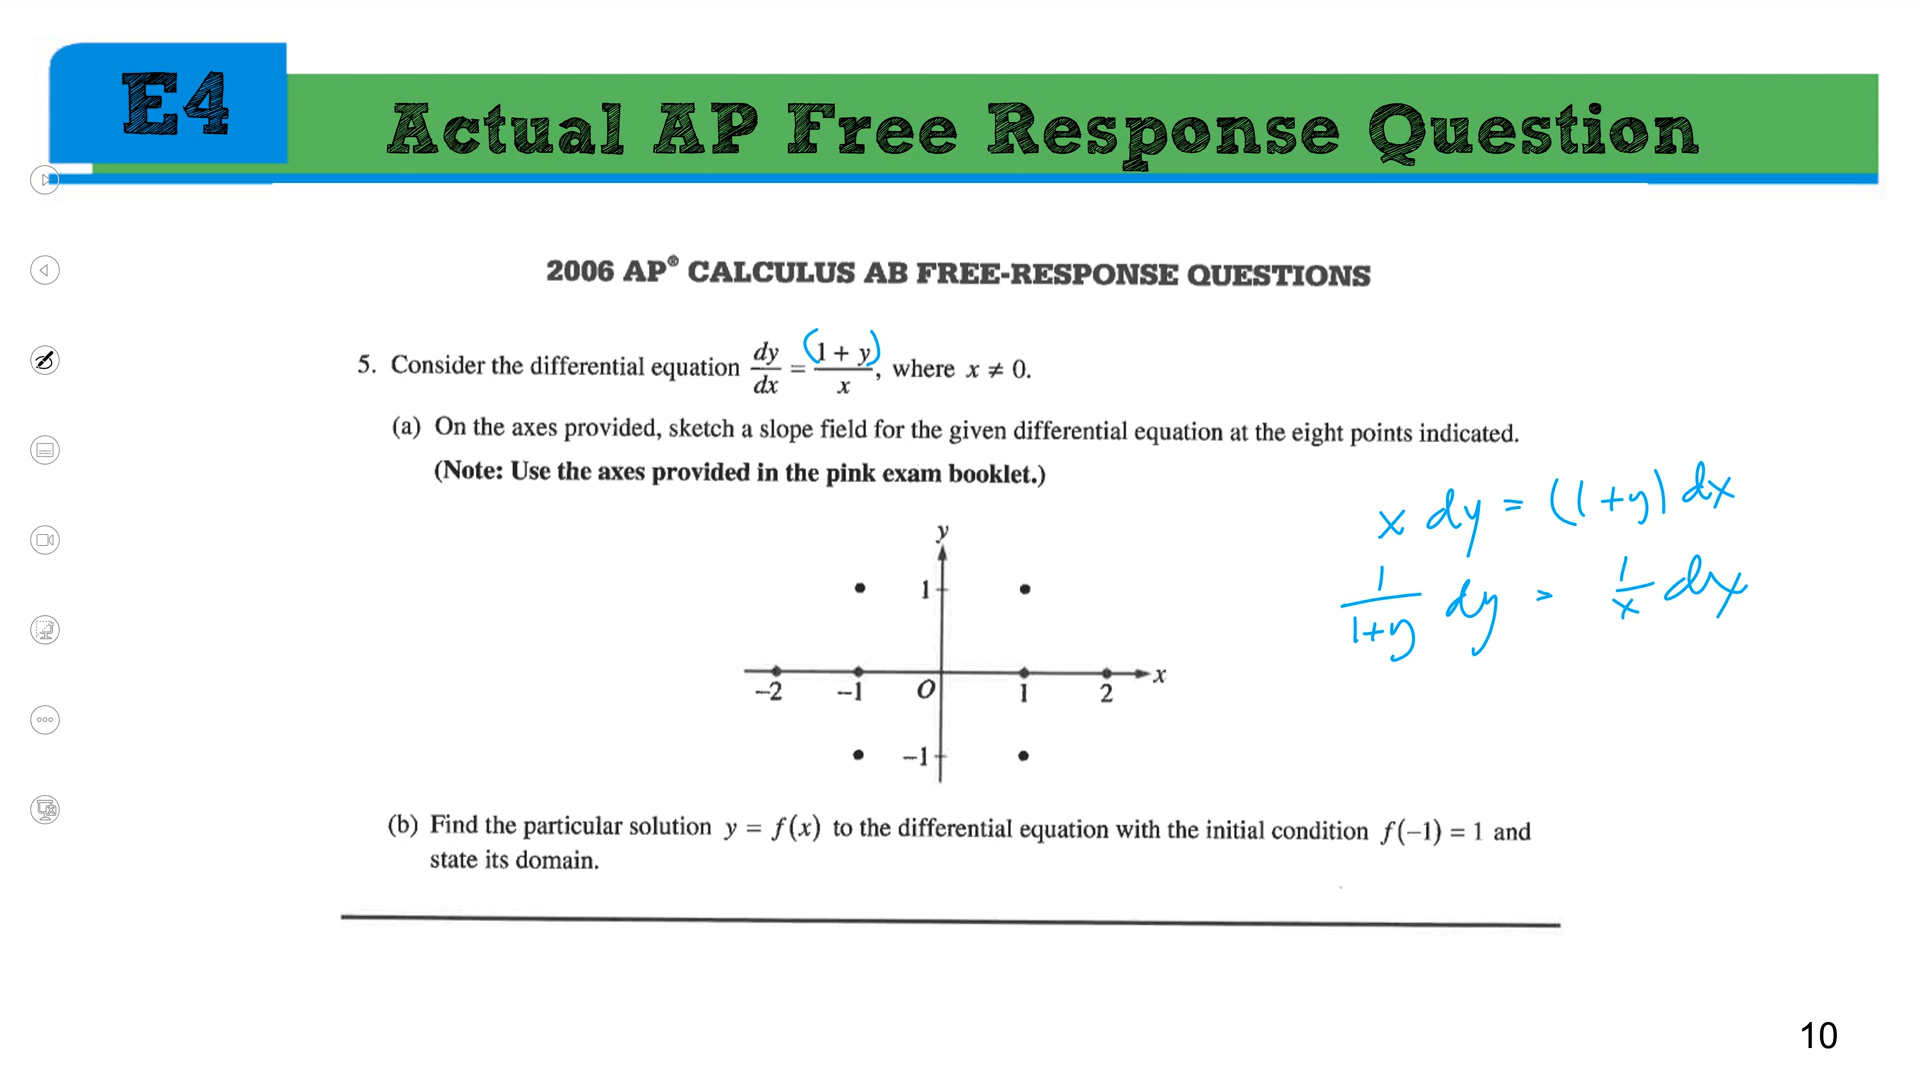 E4
Actual AP Free Response Question
2006 AP® CALCULUS AB FREE-RESPONSE QUESTIONS
5. Consider the differential equation dy/dx = (1 + y)/x, where x ≠ 0.
(a) On the axes provided, sketch a slope field for the given differential equation at the eight points indicated.
(Note: Use the axes provided in the pink exam booklet.)
x dy = (1+y) dx
1/(1+y) dy = 1/x dx
y
1
-2 -1 O 1 2 x
-1
(b) Find the particular solution y = f(x) to the differential equation with the initial condition f(−1) = 1 and
state its domain.
10